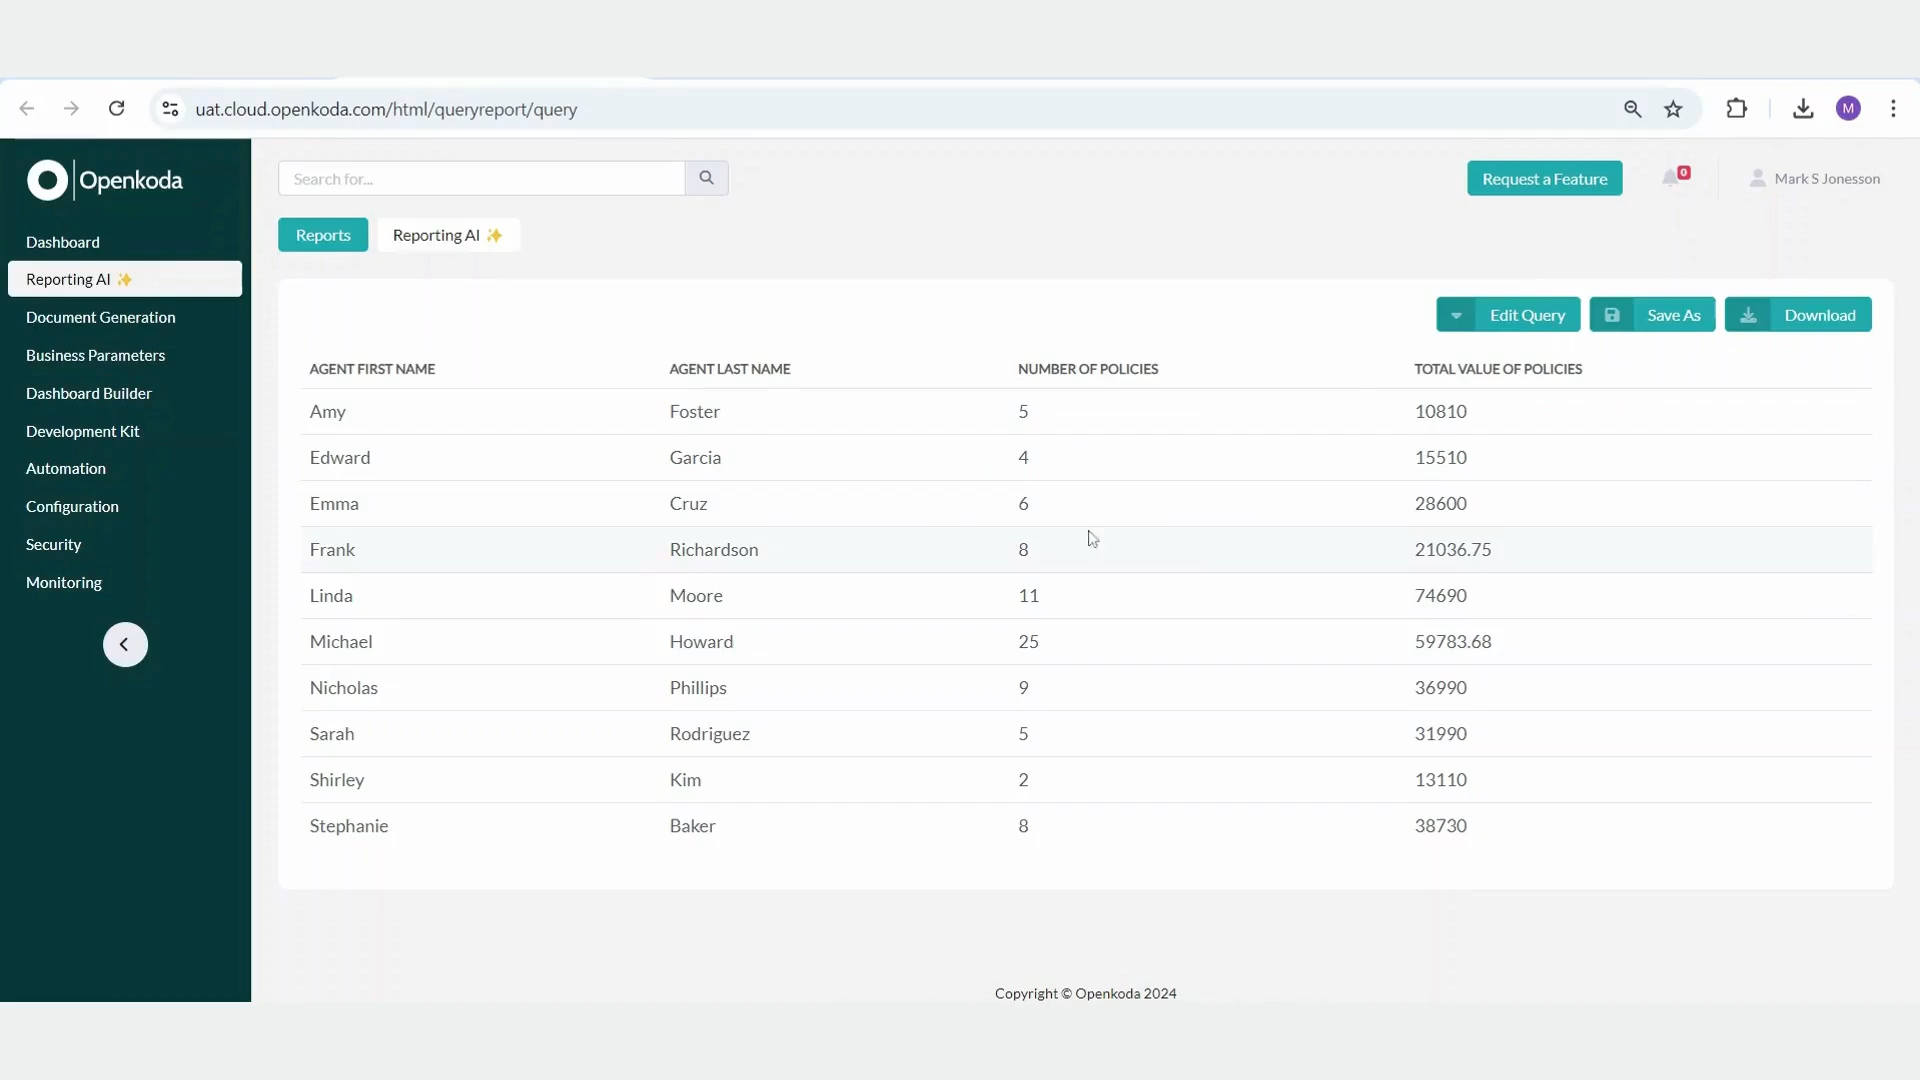 uat.cloud.openkoda.com/html/queryreport/query
M
Openkoda
Search for...
Request a Feature
0
Mark S Jonesson
Dashboard
Reporting AI ✨
Document Generation
Business Parameters
Dashboard Builder
Development Kit
Automation
Configuration
Security
Monitoring
Reports
Reporting AI ✨
Edit Query
Save As
Download
AGENT FIRST NAME AGENT LAST NAME NUMBER OF POLICIES TOTAL VALUE OF POLICIES
Amy Foster 5 10810
Edward Garcia 4 15510
Emma Cruz 6 28600
Frank Richardson 8 21036.75
Linda Moore 11 74690
Michael Howard 25 59783.68
Nicholas Phillips 9 36990
Sarah Rodriguez 5 31990
Shirley Kim 2 13110
Stephanie Baker 8 38730
Copyright © Openkoda 2024